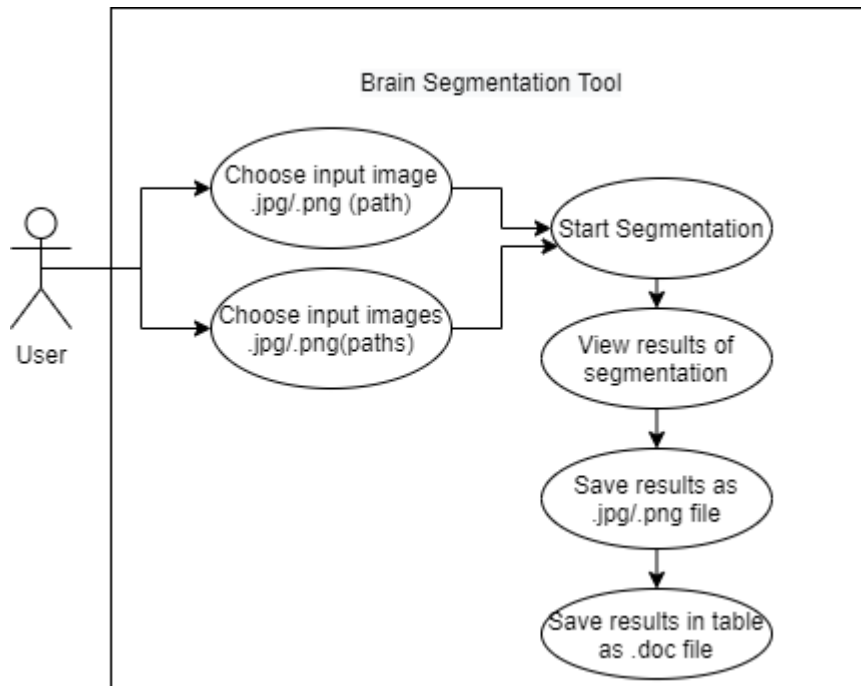 Brain Segmentation Tool
Choose input image
.jpg/.png (path)
Start Segmentation
Choose input images
.jpg/.png(paths)
User
View results of
segmentation
Save results as
.jpg/.png file
Save results in table
as .doc file